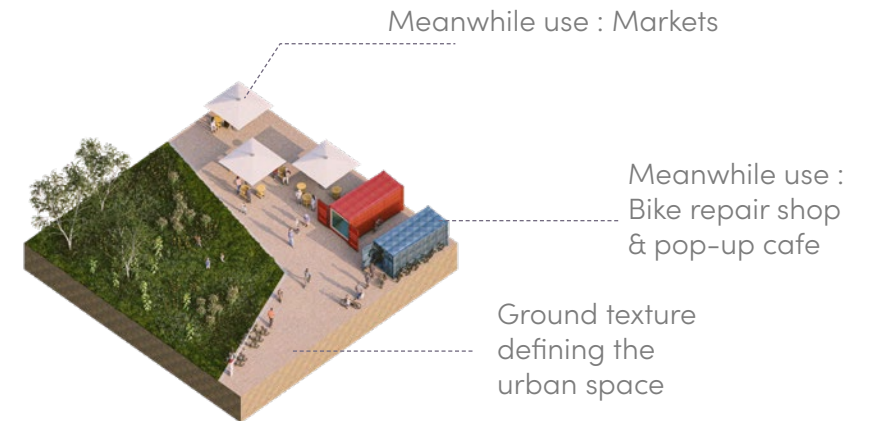 Meanwhile use : Markets
Meanwhile use :
Bike repair shop
& pop-up cafe
Ground texture
defining the
urban space